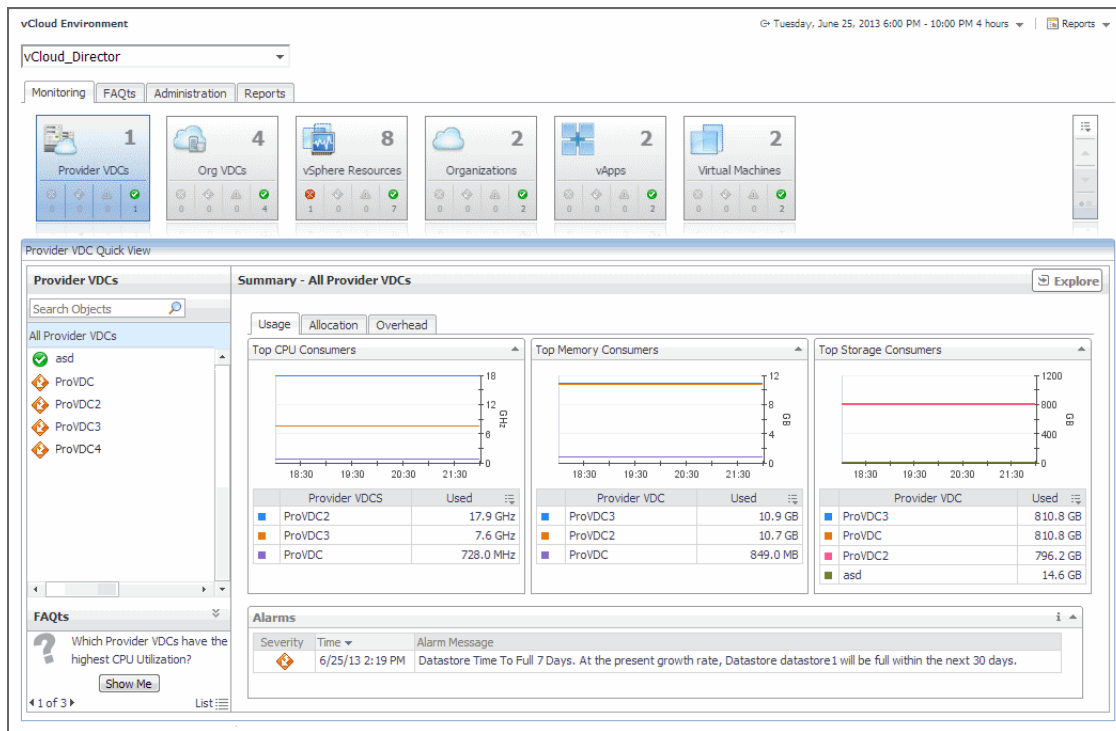 vCloud Environment
Tuesday, June 25, 2013 6:00 PM - 10:00 PM 4 hours
Reports
vCloud_Director
Monitoring FAQts Administration Reports
1 4 8 2 2 2
Provider VDCs Org VDCs vSphere Resources Organizations vApps Virtual Machines
0 0 0 1 0 0 0 4 1 0 0 7 0 0 0 2 0 0 0 2 0 0 0 2
Provider VDC Quick View
Provider VDCs
Search Objects
All Provider VDCs
asd
ProVDC
ProVDC2
ProVDC3
ProVDC4
FAQts
Which Provider VDCs have the
highest CPU Utilization?
Show Me
1 of 3 List
Summary - All Provider VDCs
Explore
Usage Allocation Overhead
Top CPU Consumers
18
12
6
0
GHz
18:30 19:30 20:30 21:30
Provider VDCS Used
ProVDC2 17.9 GHz
ProVDC3 7.6 GHz
ProVDC 728.0 MHz
Top Memory Consumers
12
8
4
0
GB
18:30 19:30 20:30 21:30
Provider VDC Used
ProVDC3 10.9 GB
ProVDC2 10.7 GB
ProVDC 849.0 MB
Top Storage Consumers
1200
800
400
0
GB
18:30 19:30 20:30 21:30
Provider VDC Used
ProVDC3 810.8 GB
ProVDC 810.8 GB
ProVDC2 796.2 GB
asd 14.6 GB
Alarms
Severity Time Alarm Message
6/25/13 2:19 PM Datastore Time To Full 7 Days. At the present growth rate, Datastore datastore1 will be full within the next 30 days.